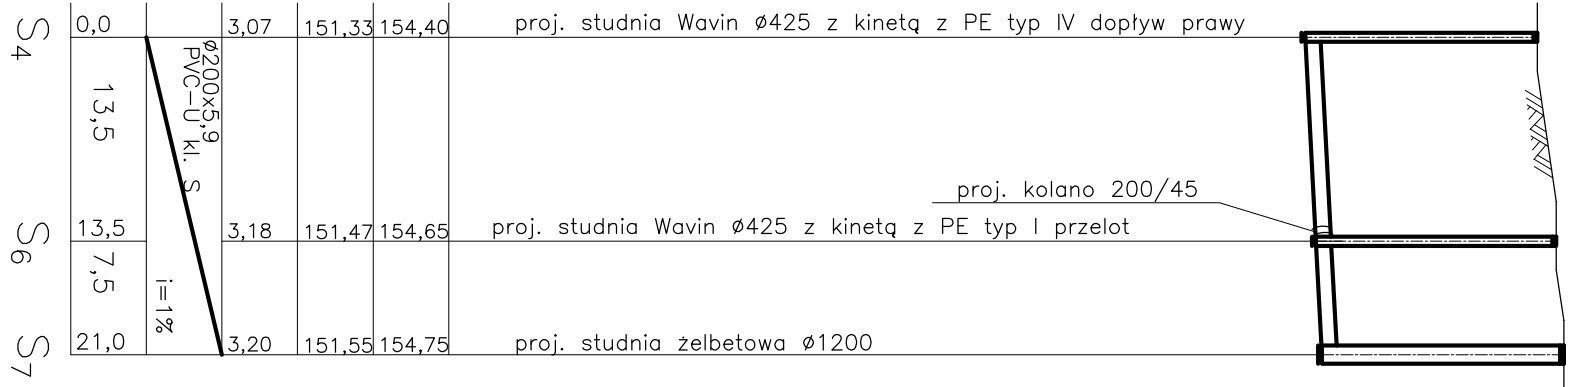 S4
0,0
3,07
151,33
154,40
proj. studnia Wavin ø425 z kinetą z PE typ IV dopływ prawy
13,5
ø200x5,9
PVC-U kl. S
proj. kolano 200/45
S6
13,5
3,18
151,47
154,65
proj. studnia Wavin ø425 z kinetą z PE typ I przelot
7,5
i=1%
S7
21,0
3,20
151,55
154,75
proj. studnia żelbetowa ø1200